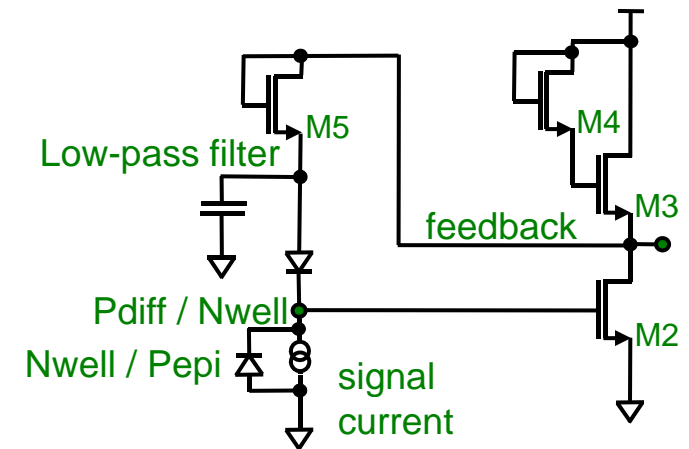 M5
M4
Low-pass filter
M3
feedback
Pdiff / Nwell
M2
Nwell / Pepi
signal
current